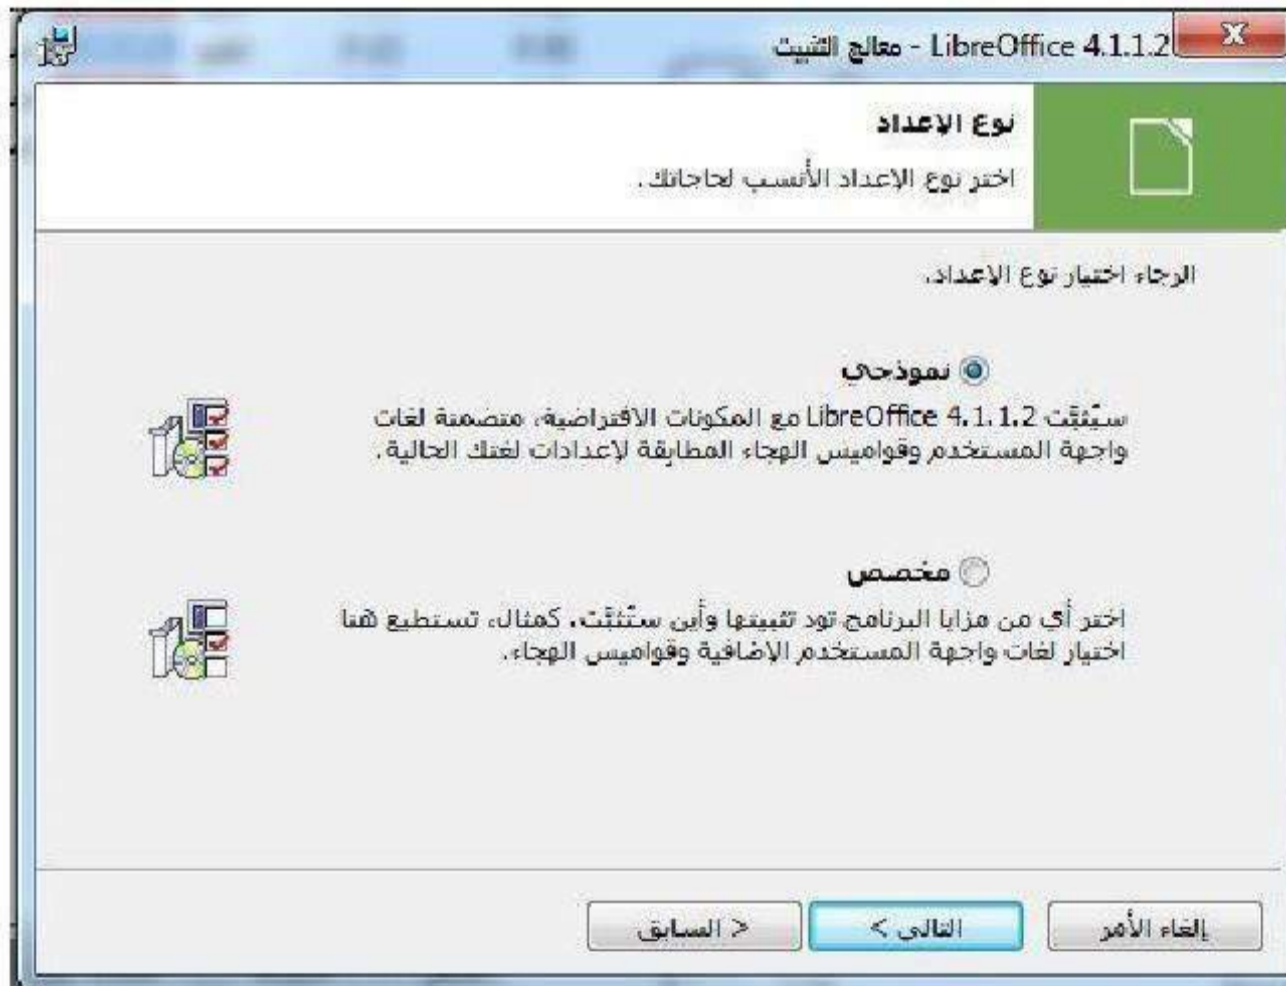 LibreOffice 4.1.1.2 - معالج التثبيت
نوع الإعداد
اختر نوع الإعداد الأنسب لحاجاتك.
الرجاء اختيار نوع الإعداد.
نموذجي
سيُثبَّت LibreOffice 4.1.1.2 مع المكونات الافتراضية، متضمنة لغات
واجهة المستخدم وقواميس الهجاء المطابقة لإعدادات لغتك الحالية.
مخصص
اختر أي من مزايا البرنامج تود تثبيتها وأين ستُثبَّت. كمثال، تستطيع هنا
اختيار لغات واجهة المستخدم الإضافية وقواميس الهجاء.
إلغاء الأمر
التالي >
< السابق